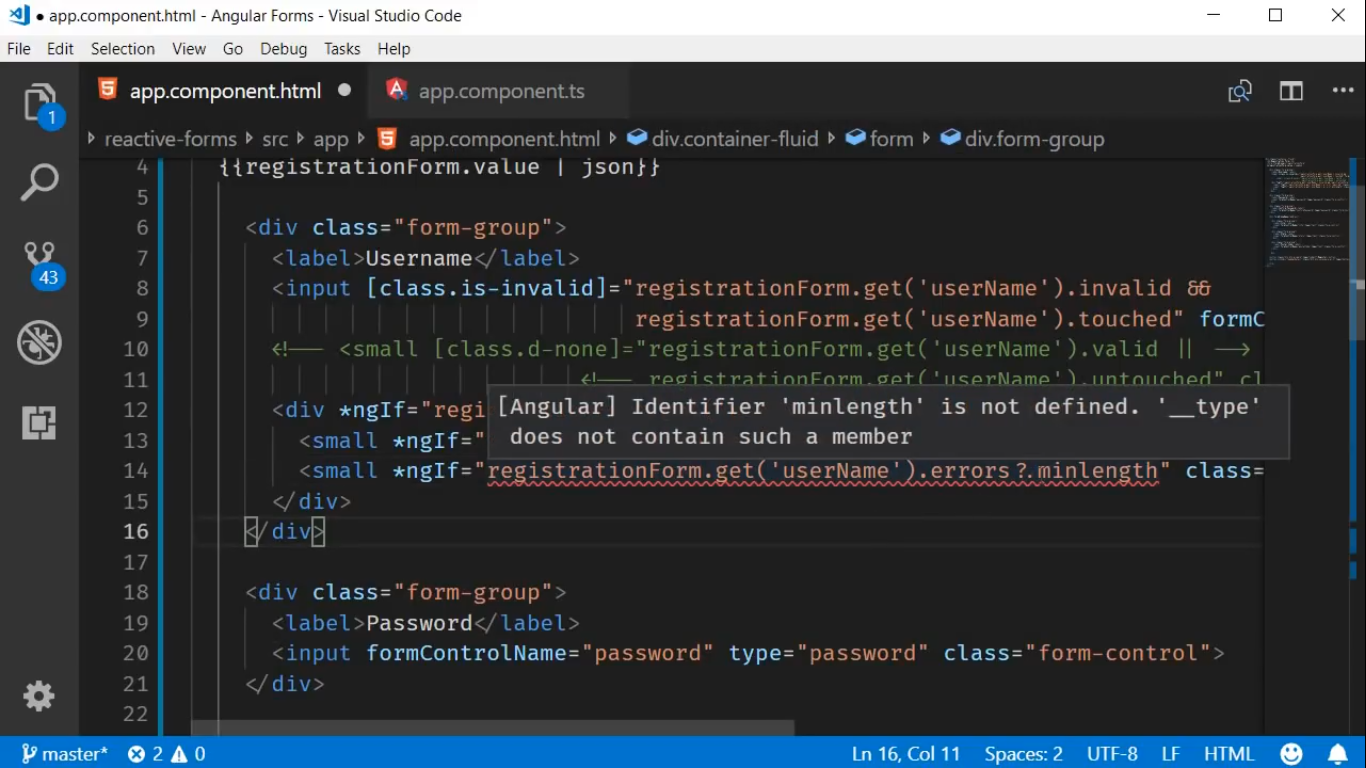 app.component.html - Angular Forms - Visual Studio Code
File Edit Selection View Go Debug Tasks Help
app.component.html app.component.ts
reactive-forms src app app.component.html div.container-fluid form div.form-group
4 {{registrationForm.value | json}}
5
6 <div class="form-group">
7 <label>Username</label>
8 <input [class.is-invalid]="registrationForm.get('userName').invalid &&
9 registrationForm.get('userName').touched" formC
10 <!-- <small [class.d-none]="registrationForm.get('userName').valid || -->
11 <!-- registrationForm.get('userName').untouched" cl
12 <div *ngIf="regi
[Angular] Identifier 'minlength' is not defined. '__type'
does not contain such a member
13 <small *ngIf="
14 <small *ngIf="registrationForm.get('userName').errors?.minlength" class=
15 </div>
16 </div>
17
18 <div class="form-group">
19 <label>Password</label>
20 <input formControlName="password" type="password" class="form-control">
21 </div>
22
1
43
master* 2 0 Ln 16, Col 11 Spaces: 2 UTF-8 LF HTML